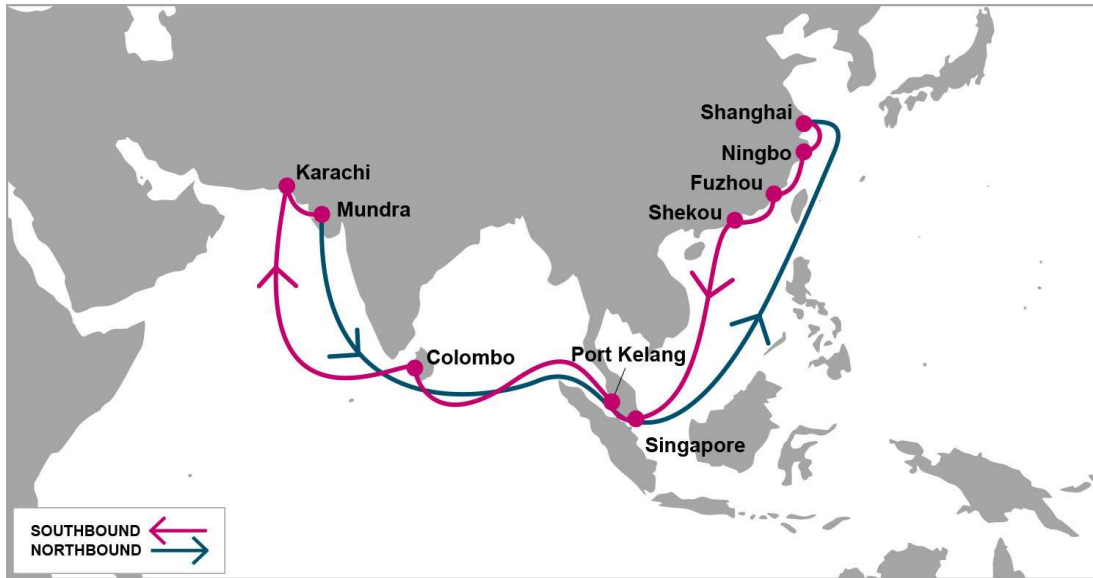 Shanghai
Ningbo
Karachi
Fuzhou
Mundra
Shekou
Colombo
Port Kelang
Singapore
SOUTHBOUND
NORTHBOUND